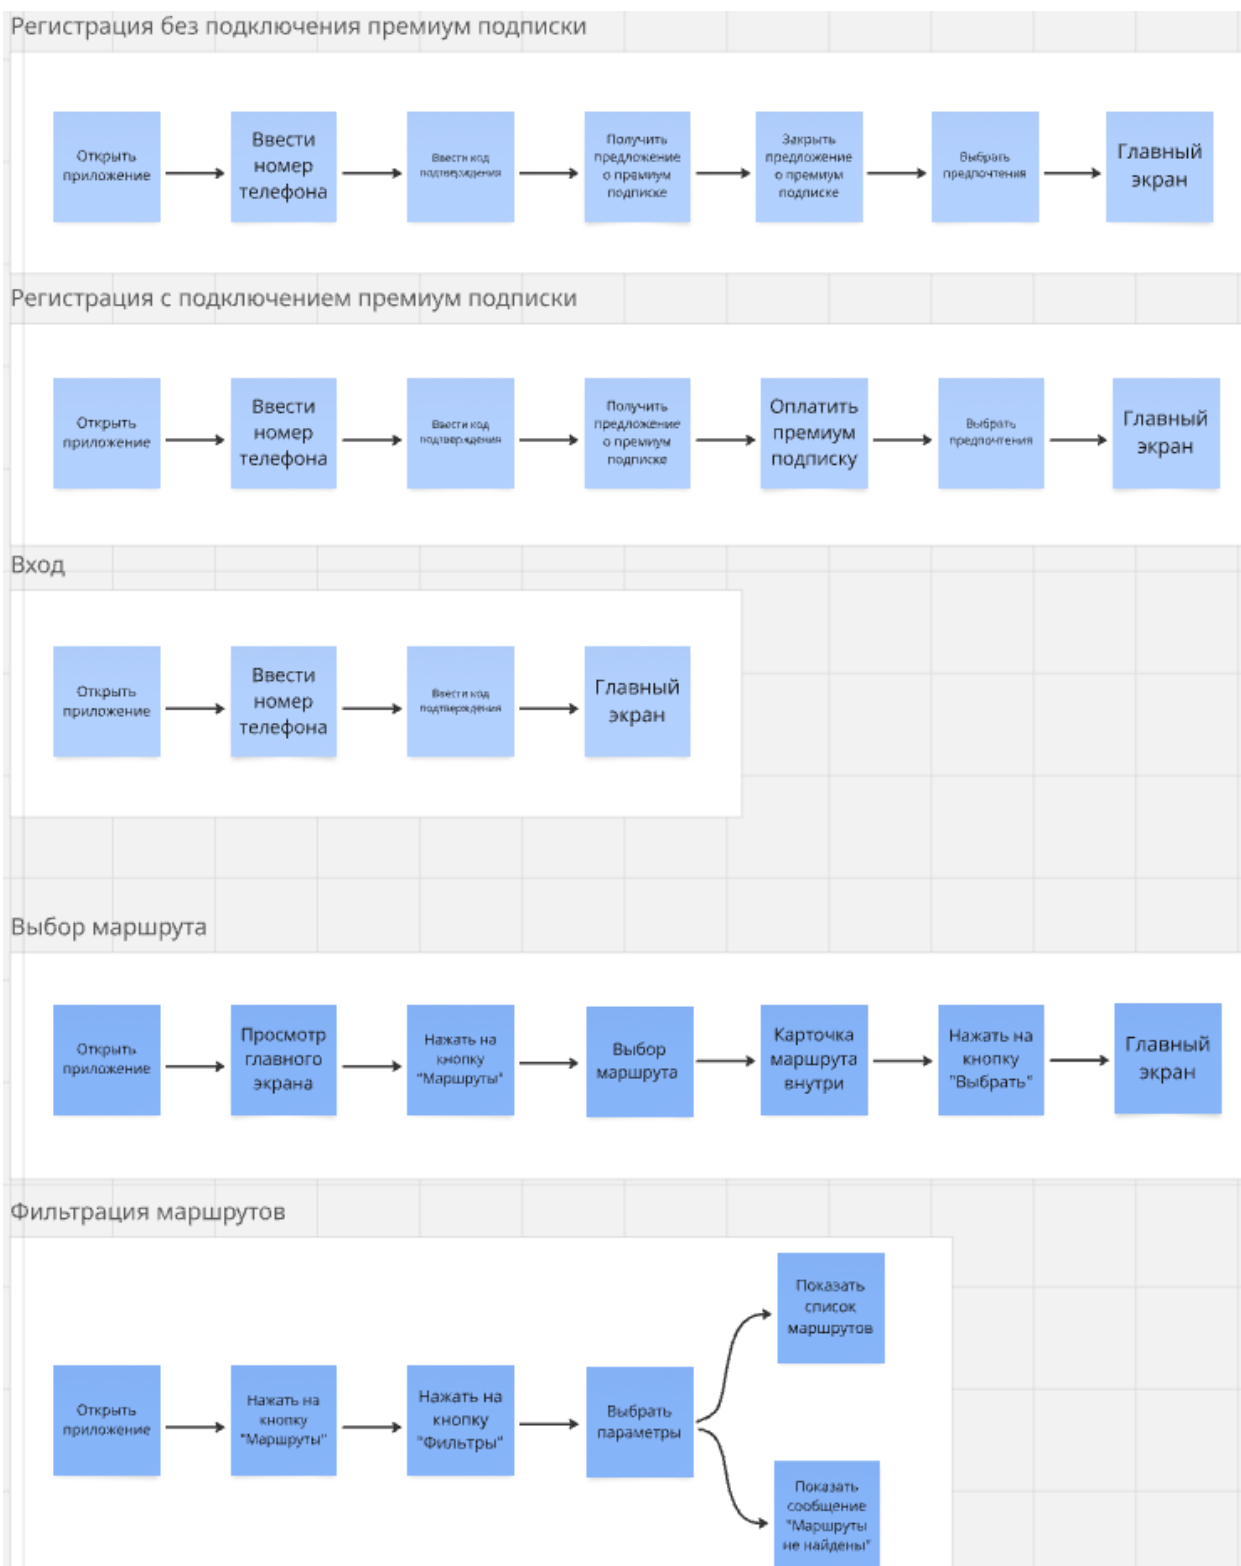 Регистрация без подключения премиум подписки
Открыть
приложение
Ввести
номер
телефона
Ввести код
подтверждения
Получить
предложение
о премиум
подписке
Закрыть
предложение
о премиум
подписке
Выбрать
предпочтения
Главный
экран
Регистрация с подключением премиум подписки
Открыть
приложение
Ввести
номер
телефона
Ввести код
подтверждения
Получить
предложение
о премиум
подписке
Оплатить
премиум
подписку
Выбрать
предпочтения
Главный
экран
Вход
Открыть
приложение
Ввести
номер
телефона
Ввести код
подтверждения
Главный
экран
Выбор маршрута
Открыть
приложение
Просмотр
главного
экрана
Нажать на
кнопку
"Маршруты"
Выбор
маршрута
Карточка
маршрута
внутри
Нажать на
кнопку
"Выбрать"
Главный
экран
Фильтрация маршрутов
Открыть
приложение
Нажать на
кнопку
"Маршруты"
Нажать на
кнопку
"Фильтры"
Выбрать
параметры
Показать
список
маршрутов
Показать
сообщение
"Маршруты
не найдены"